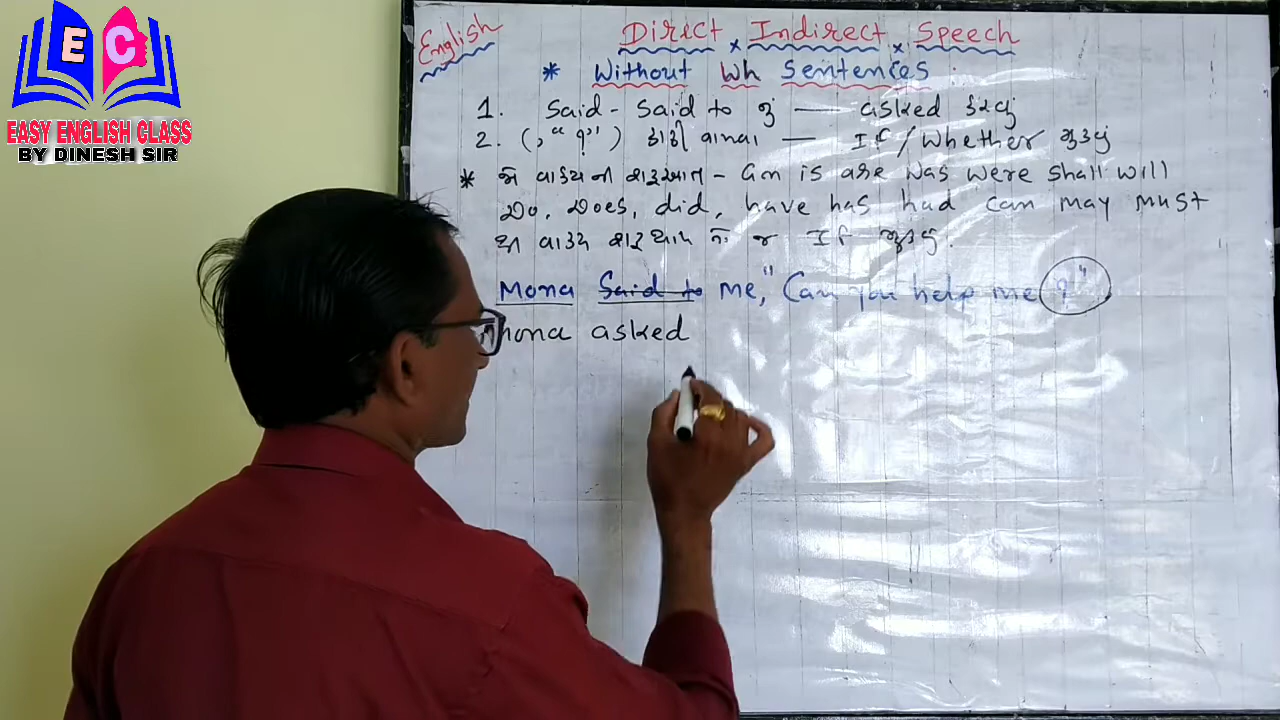 EC
EASY ENGLISH CLASS
BY DINESH SIR
English
Direct x Indirect x Speech
* Without Wh Sentences :
1. Said - Said to નું — asked કરવું
2. (, “ ? ” ) કાઢી નાખી — If / Whether મૂકવું
* જો વાક્ય ની શરૂઆત - am is are was were shall will
Do, Does, did, have has had can may must
થી વાક્ય શરૂ થાય તો જ If મૂકવું.
Mona Said to me, “Can you help me ?”
mona asked